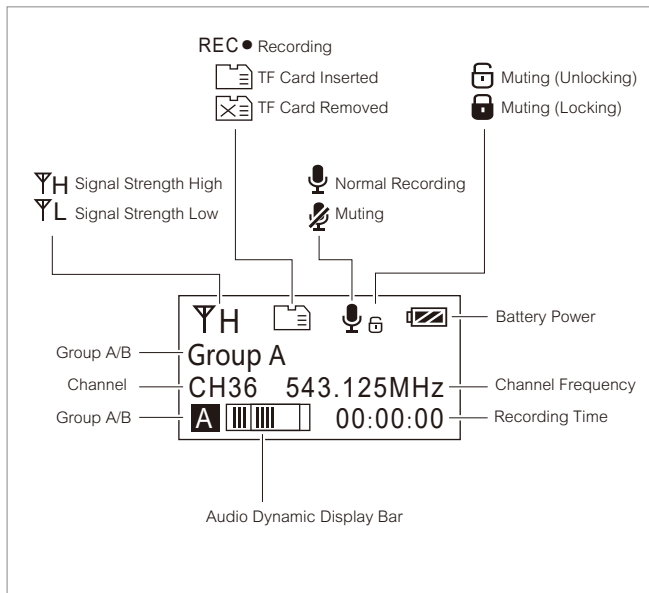 REC● Recording
TF Card Inserted
TF Card Removed
Muting (Unlocking)
Muting (Locking)
H Signal Strength High
L Signal Strength Low
Normal Recording
Muting
H
Battery Power
Group A/B
Group A
Channel
CH36 543.125MHz
Channel Frequency
Group A/B
A 00:00:00
Recording Time
Audio Dynamic Display Bar